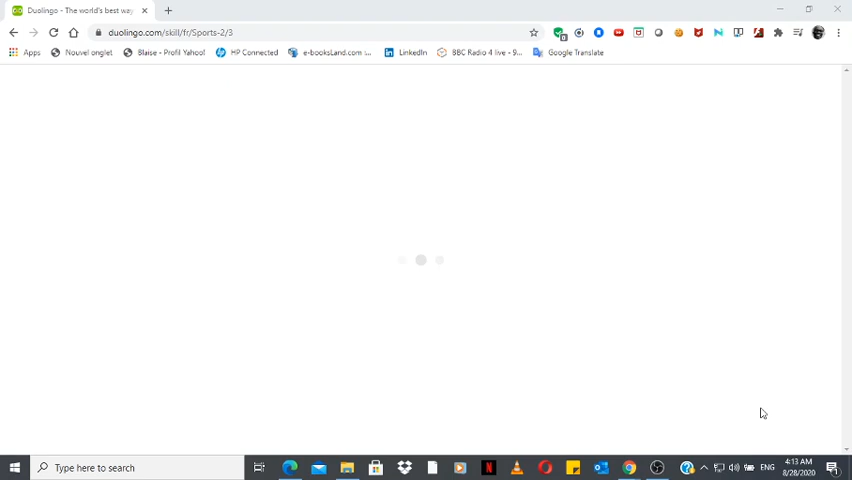 Duolingo - The world's best way
duolingo.com/skill/fr/Sports-2/3
0
Apps Nouvel onglet Blaise - Profil Yahoo! HP Connected e-booksLand.com :... LinkedIn BBC Radio 4 live - 9... Google Translate
Type here to search
N
ENG
4:13 AM
8/28/2020
1